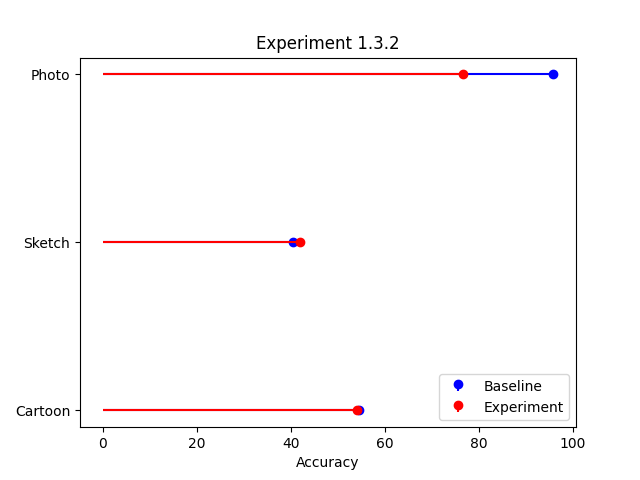 Experiment 1.3.2
Photo
Sketch
Cartoon
Baseline
Experiment
0 20 40 60 80 100
Accuracy